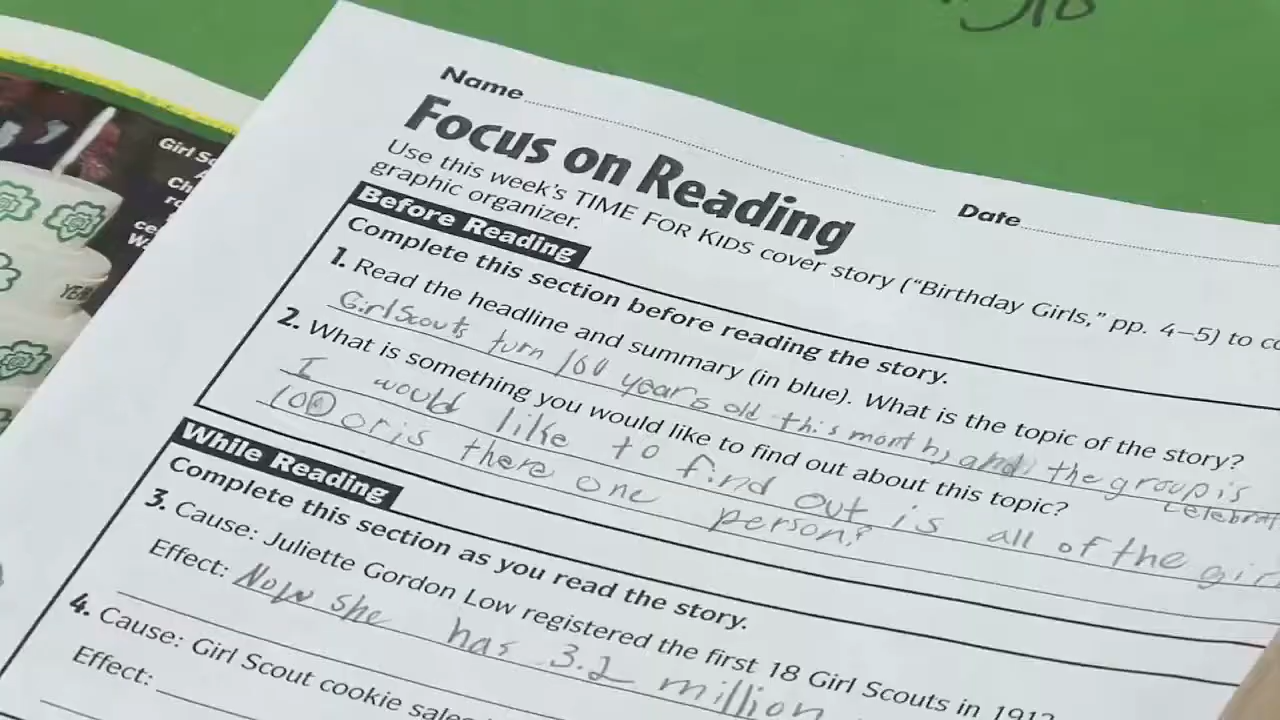 Girl Sc
Ch
ro
ce
W
Name
Date
Focus on Reading
Use this week's TIME FOR KIDS cover story ("Birthday Girls," pp. 4–5) to co
graphic organizer.
Before Reading
Complete this section before reading the story.
1. Read the headline and summary (in blue). What is the topic of the story?
Girl Scouts turn 100 years old this month, and the group is
celebrat
2. What is something you would like to find out about this topic?
I would like to find out is all of the gir
100 or is there one person?
While Reading
Complete this section as you read the story.
3. Cause: Juliette Gordon Low registered the first 18 Girl Scouts in 1912
Effect: Now she has 3.2 million
4. Cause: Girl Scout cookie sales
Effect: